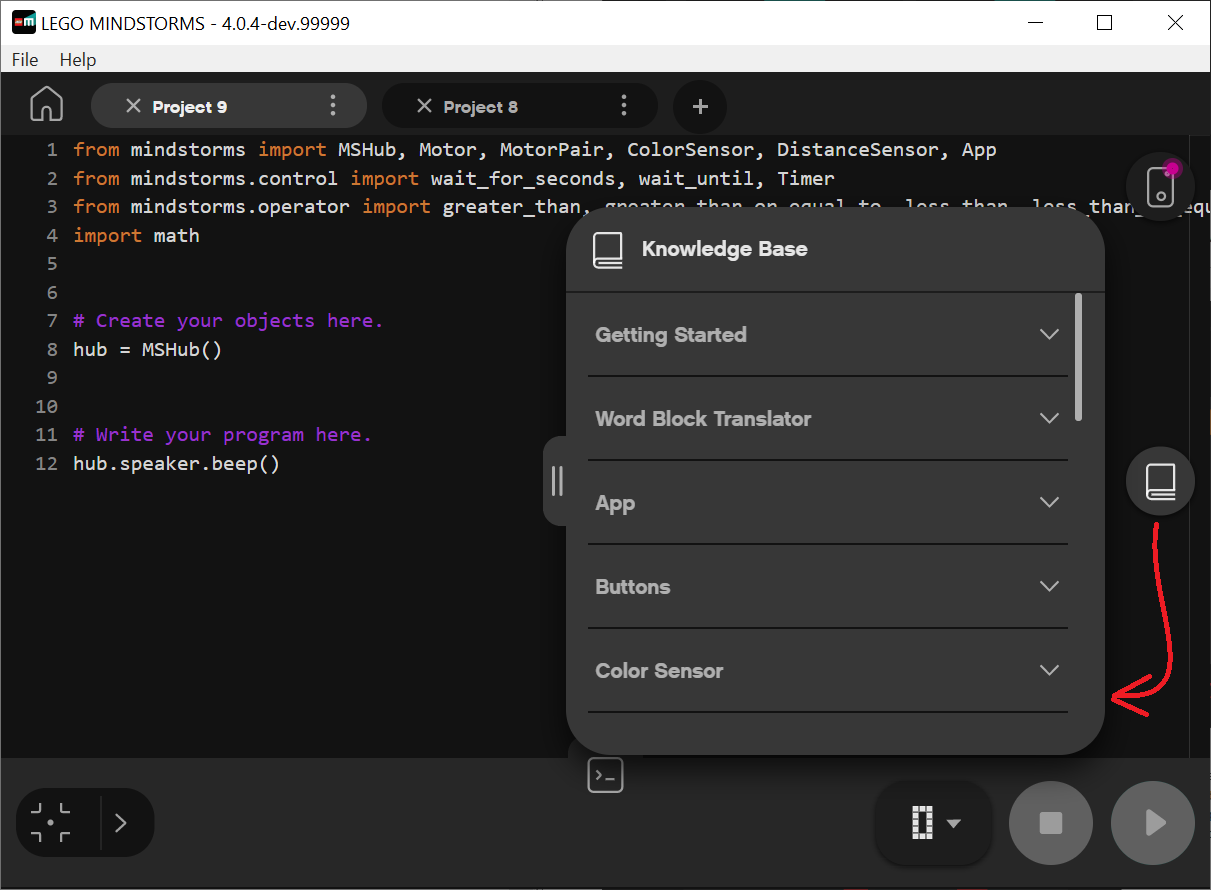 LEGO MINDSTORMS - 4.0.4-dev.99999
File Help
Project 9 Project 8
1 from mindstorms import MSHub, Motor, MotorPair, ColorSensor, DistanceSensor, App
2 from mindstorms.control import wait_for_seconds, wait_until, Timer
3 from mindstorms.operator import greater_than, greater_than_or_equal_to, less_than, less_than_
4 import math
5
6
7 # Create your objects here.
8 hub = MSHub()
9
10
11 # Write your program here.
12 hub.speaker.beep()
Knowledge Base
Getting Started
Word Block Translator
App
Buttons
Color Sensor